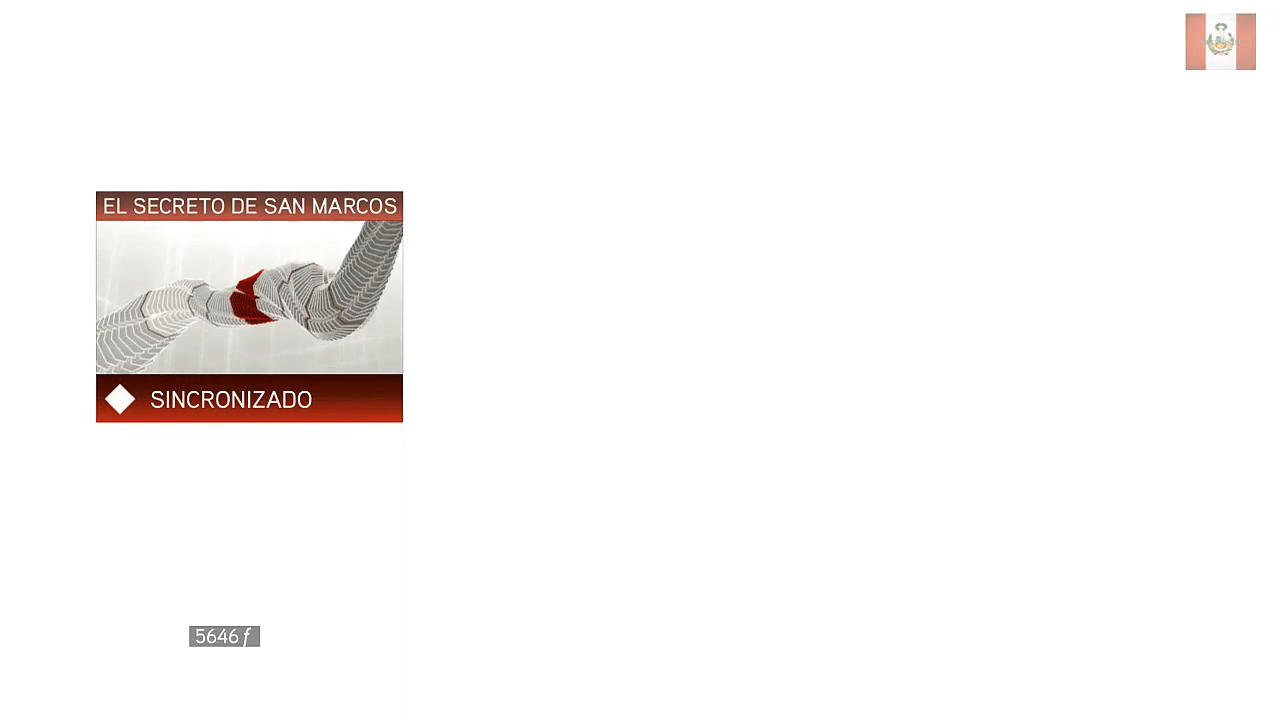 EL SECRETO DE SAN MARCOS
SINCRONIZADO
5646 ƒ